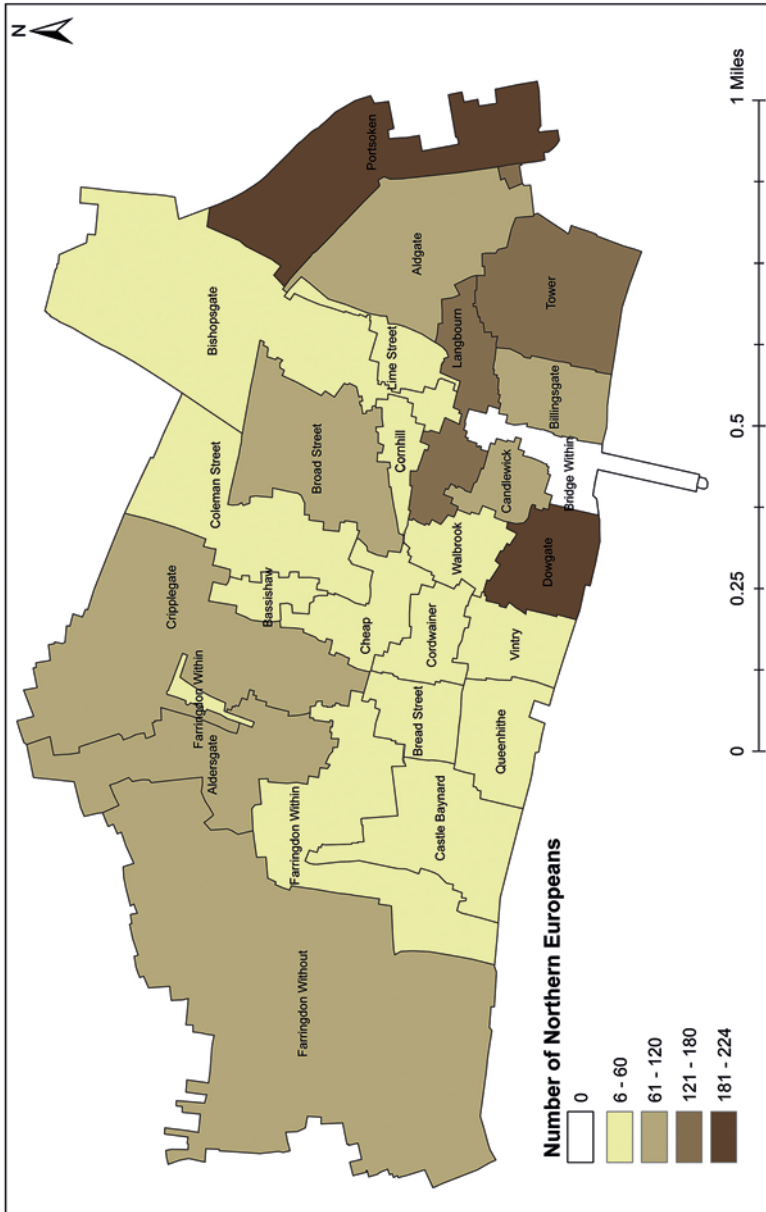 N
Portsoken
Bishopsgate
Aldgate
Tower
Lime Street
Langbourn
Billingsgate
Broad Street
Cornhill
Candlewick
Bridge Within
Coleman Street
Walbrook
Dowgate
Bassishaw
Cripplegate
Cheap
Cordwainer
Vintry
Farringdon Within
Aldersgate
Bread Street
Queenhithe
Farringdon Within
Castle Baynard
Farringdon Without
Number of Northern Europeans
0
6 - 60
61 - 120
121 - 180
181 - 224
0
0.25
0.5
1 Miles